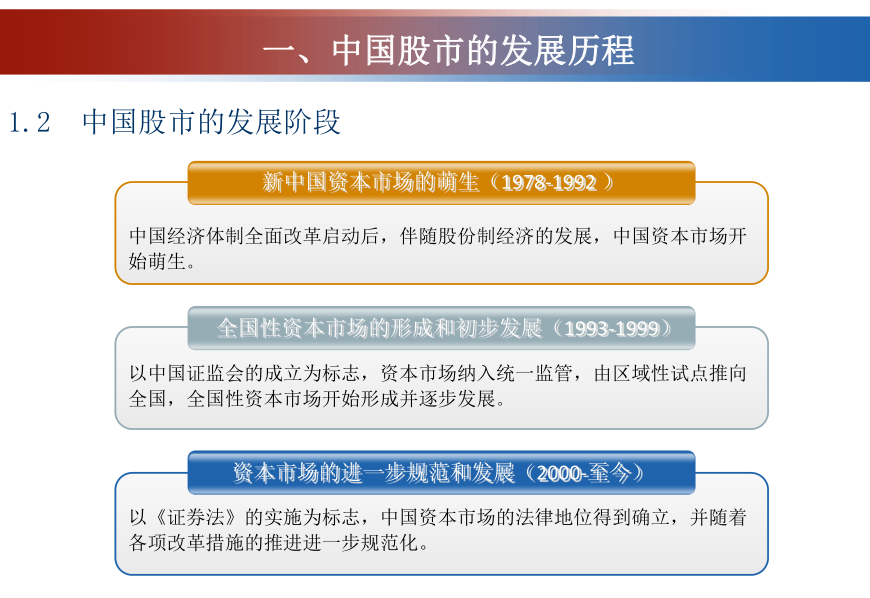 一、中国股市的发展历程
1.2 中国股市的发展阶段
新中国资本市场的萌生（1978-1992 ）
中国经济体制全面改革启动后，伴随股份制经济的发展，中国资本市场开
始萌生。
全国性资本市场的形成和初步发展（1993-1999）
以中国证监会的成立为标志，资本市场纳入统一监管，由区域性试点推向
全国，全国性资本市场开始形成并逐步发展。
资本市场的进一步规范和发展（2000-至今）
以《证券法》的实施为标志，中国资本市场的法律地位得到确立，并随着
各项改革措施的推进进一步规范化。